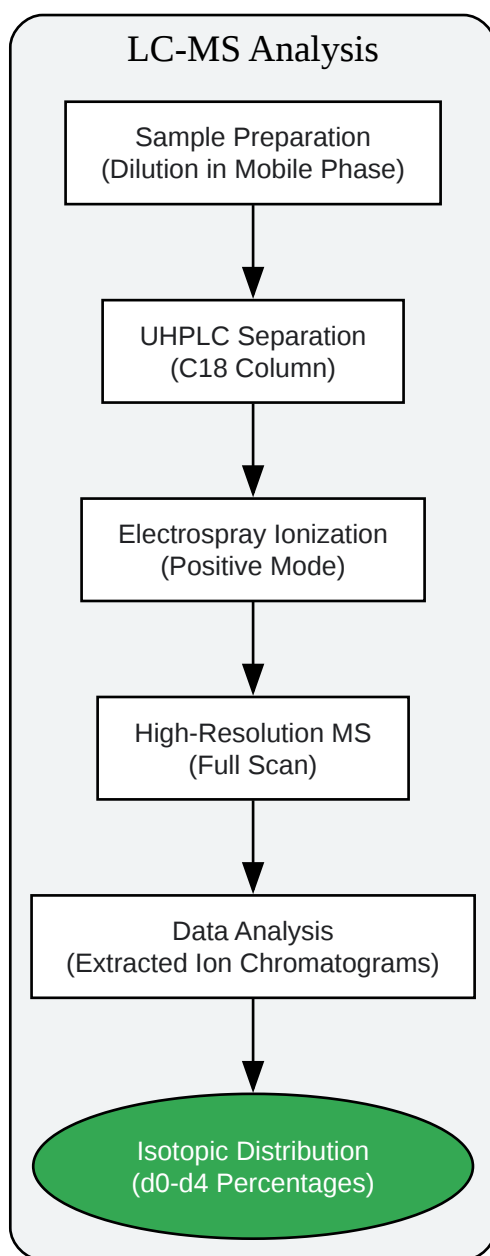 LC-MS Analysis
Sample Preparation
(Dilution in Mobile Phase)
UHPLC Separation
(C18 Column)
Electrospray Ionization
(Positive Mode)
High-Resolution MS
(Full Scan)
Data Analysis
(Extracted Ion Chromatograms)
Isotopic Distribution
(d0-d4 Percentages)